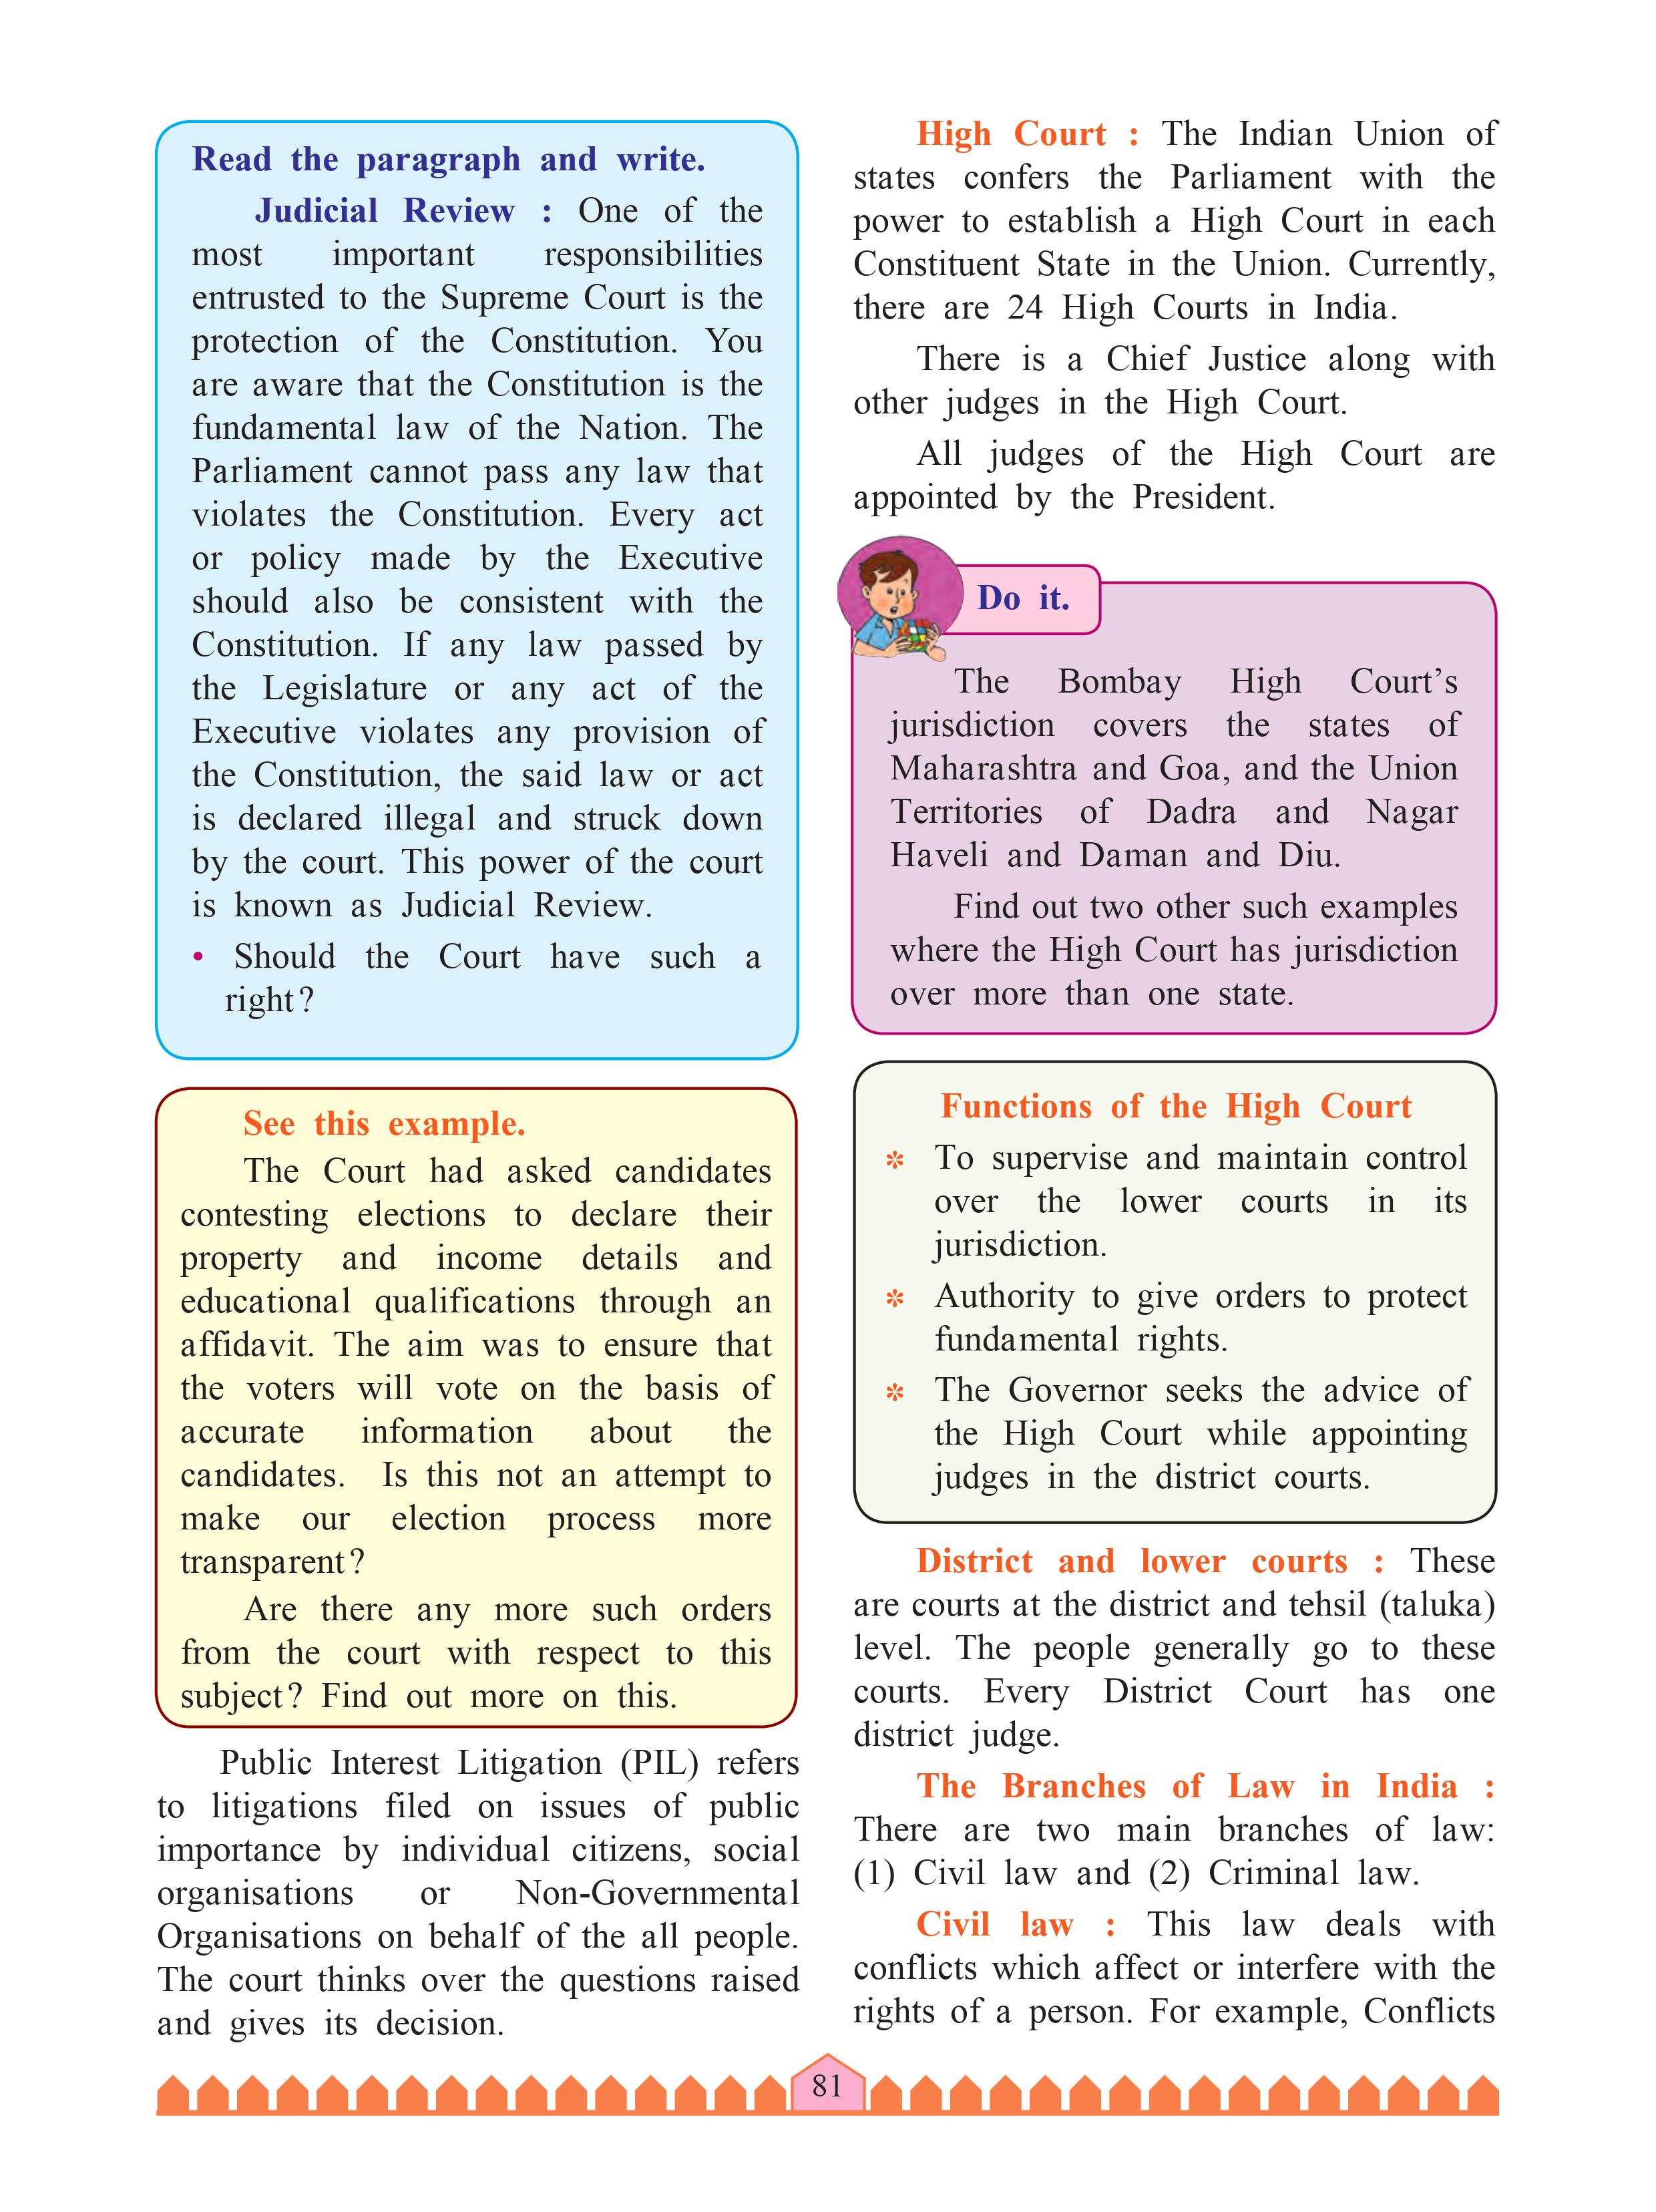 Read the paragraph and write.
Judicial Review : One of the
most important responsibilities
entrusted to the Supreme Court is the
protection of the Constitution. You
are aware that the Constitution is the
fundamental law of the Nation. The
Parliament cannot pass any law that
violates the Constitution. Every act
or policy made by the Executive
should also be consistent with the
Constitution. If any law passed by
the Legislature or any act of the
Executive violates any provision of
the Constitution, the said law or act
is declared illegal and struck down
by the court. This power of the court
is known as Judicial Review.
• Should the Court have such a
right?
See this example.
The Court had asked candidates
contesting elections to declare their
property and income details and
educational qualifications through an
affidavit. The aim was to ensure that
the voters will vote on the basis of
accurate information about the
candidates. Is this not an attempt to
make our election process more
transparent?
Are there any more such orders
from the court with respect to this
subject? Find out more on this.
Public Interest Litigation (PIL) refers
to litigations filed on issues of public
importance by individual citizens, social
organisations or Non-Governmental
Organisations on behalf of the all people.
The court thinks over the questions raised
and gives its decision.
High Court : The Indian Union of
states confers the Parliament with the
power to establish a High Court in each
Constituent State in the Union. Currently,
there are 24 High Courts in India.
There is a Chief Justice along with
other judges in the High Court.
All judges of the High Court are
appointed by the President.
Do it.
The Bombay High Court's
jurisdiction covers the states of
Maharashtra and Goa, and the Union
Territories of Dadra and Nagar
Haveli and Daman and Diu.
Find out two other such examples
where the High Court has jurisdiction
over more than one state.
Functions of the High Court
✽ To supervise and maintain control
over the lower courts in its
jurisdiction.
✽ Authority to give orders to protect
fundamental rights.
✽ The Governor seeks the advice of
the High Court while appointing
judges in the district courts.
District and lower courts : These
are courts at the district and tehsil (taluka)
level. The people generally go to these
courts. Every District Court has one
district judge.
The Branches of Law in India :
There are two main branches of law:
(1) Civil law and (2) Criminal law.
Civil law : This law deals with
conflicts which affect or interfere with the
rights of a person. For example, Conflicts
81